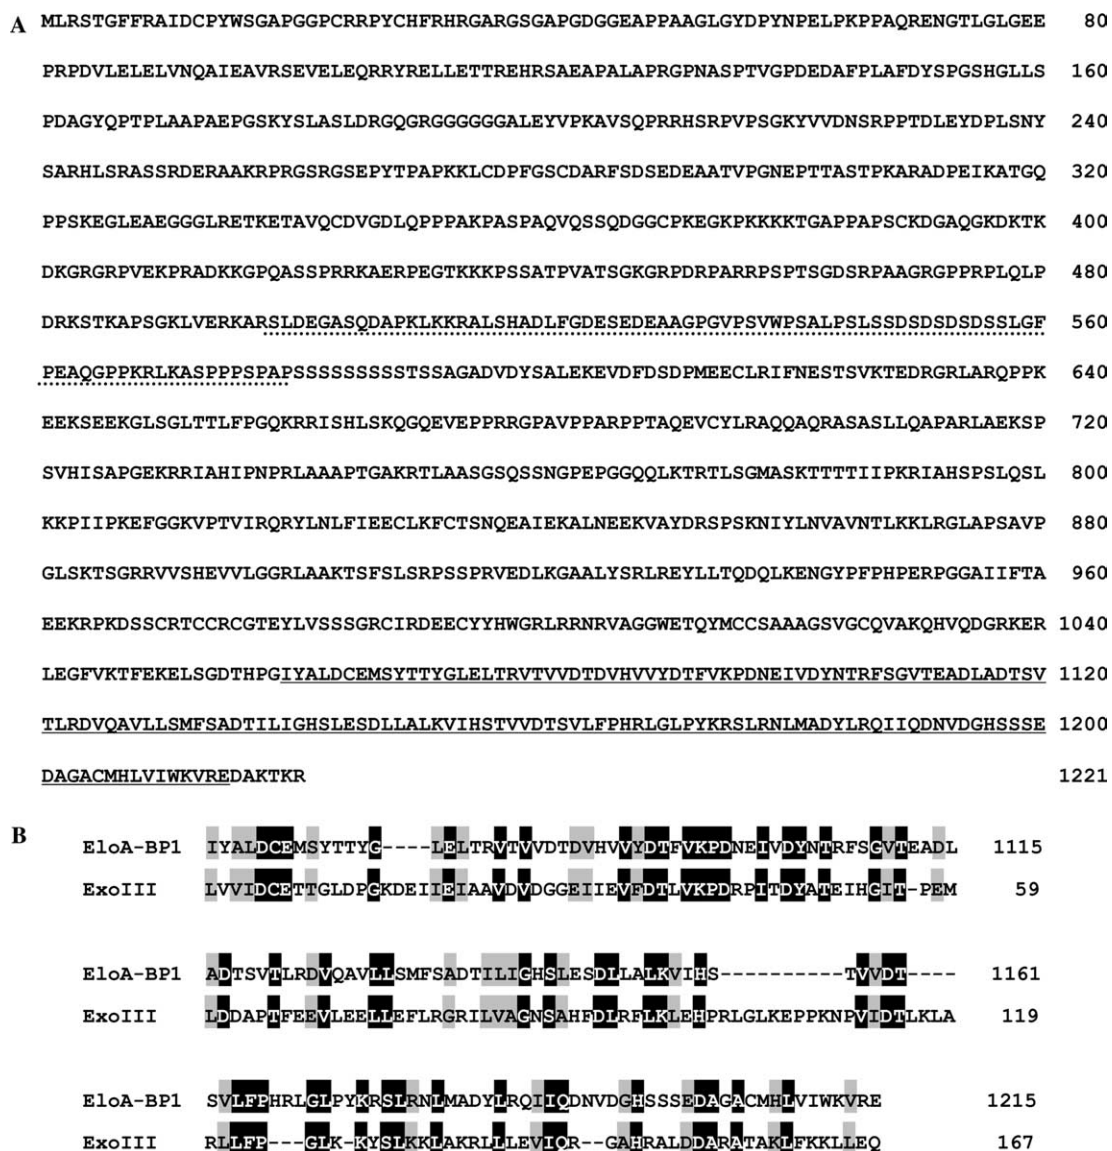 A MLRSTGFFRAIDCPYWSGAPGGPCRRPYCHFRHRGARGSGAPGDGGEAPPAAGLGYDPYNPELPKPPAQRENGTLGLGEE 80
PRPDVLELELVNQAIEAVRSEVELEQRRYRELLETTREHRSAEAPALAPRGPNASPTVGPDEDAFPLAFDYSPGSHGLLS 160
PDAGYQPTPLAAPAEPGSKYSLASLDRGQGRGGGGGGALEYVPKAVSQPRRHSRPVPSGKYVVDNSRPPTDLEYDPLSNY 240
SARHLSRASSRDERAAKRPRGSRGSEPYTPAPKKLCDPFGSCDARFSDSEDEAATVPGNEPTTASTPKARADPEIKATGQ 320
PPSKEGLEAEGGGLRETKETAVQCDVGDLQPPPAKPASPAQVQSSQDGGCPKEGKPKKKKTGAPPAPSCKDGAQGKDKTK 400
DKGRGRPVEKPRADKKGPQASSPRRKAERPEGTKKKPSSATPVATSGKGRPDRPARRPSPTSGDSRPAAGRGPPRPLQLP 480
DRKSTKAPSGKLVERKARSLDEGASQDAPKLKKRALSHADLFGDESEDEAAGPGVPSVWPSALPSLSSDSDSDSDSSLGF 560
PEAQGPPKRLKASPPPSPAPSSSSSSSSSTSSAGADVDYSALEKEVDFDSDPMEECLRIFNESTSVKTEDRGRLARQPPK 640
EEKSEEKGLSGLTTLFPGQKRRISHLSKQGQEVEPPRRGPAVPPARPPTAQEVCYLRAQQAQRASASLLQAPARLAEKSP 720
SVHISAPGEKRRIAHIPNPRLAAAPTGAKRTLAASGSQSSNGPEPGGQQLKTRTLSGMASKTTTTIIPKRIAHSPSLQSL 800
KKPIIPKEFGGKVPTVIRQRYLNLFIEECLKFCTSNQEAIEKALNEEKVAYDRSPSKNIYLNVAVNTLKKLRGLAPSAVP 880
GLSKTSGRRVVSHEVVLGGRLAAKTSFSLSRPSSPRVEDLKGAALYSRLREYLLTQDQLKENGYPFPHPERPGGAIIFTA 960
EEKRPKDSSCRTCCRCGTEYLVSSSGRCIRDEECYYHWGRLRRNRVAGGWETQYMCCSAAAGSVGCQVAKQHVQDGRKER 1040
LEGFVKTFEKELSGDTHPGIYALDCEMSYTTYGLELTRVTVVDTDVHVVYDTFVKPDNEIVDYNTRFSGVTEADLADTSV 1120
TLRDVQAVLLSMFSADTILIGHSLESDLLALKVIHSTVVDTSVLFPHRLGLPYKRSLRNLMADYLRQIIQDNVDGHSSSE 1200
DAGACMHLVIWKVREDAKTKR 1221
B EloA-BP1 IYALDCEMSYTTYG----LELTRVTVVDTDVHVVYDTFVKPDNEIVDYNTRFSGVTEADL 1115
ExoIII LVVIDCETTGLDPGKDEIIEIAAVDVDGGEIIEVFDTLVKPDRPITDYATEIHGIT-PEM 59
EloA-BP1 ADTSVTLRDVQAVLLSMFSADTILIGHSLESDLLALKVIHS----------TVVDT---- 1161
ExoIII LDDAPTFEEVLEELLEFLRGRILVAGNSAHFDLRFLKLEHPRLGLKEPPKNPVIDTLKLA 119
EloA-BP1 SVLFPHRLGLPYKRSLRNLMADYLRQIIQDNVDGHSSSEDAGACMHLVIWKVRE 1215
ExoIII RLLFP---GLK-KYSLKKLAKRLLLEVIQR--GAHRALDDARATAKLFKKLLEQ 167